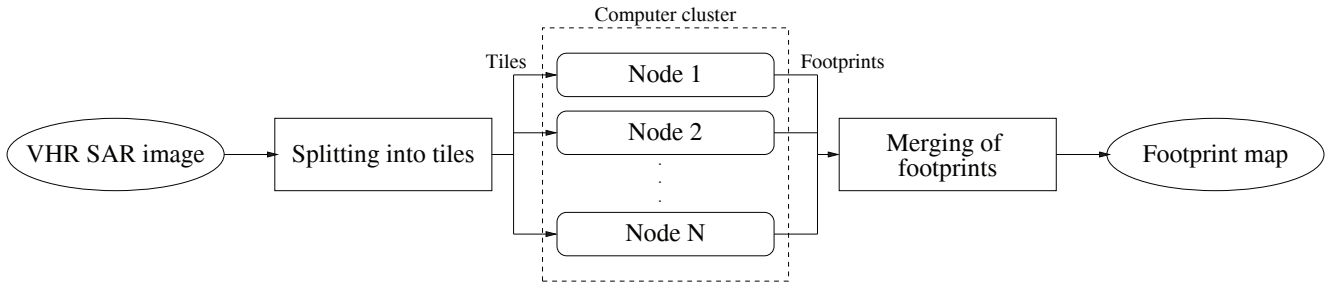 Computer cluster
VHR SAR image
Splitting into tiles
Tiles
Node 1
Node 2
Node N
Footprints
Merging of
footprints
Footprint map